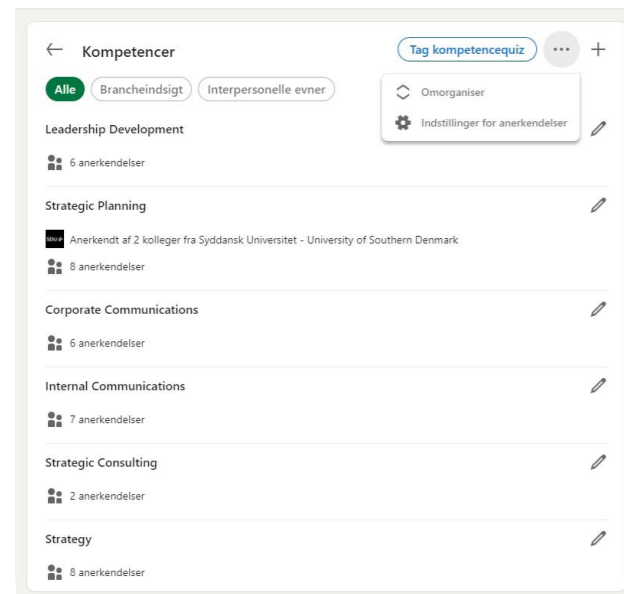 Kompetencer
Tag kompetencequiz
Alle
Brancheindsigt
Interpersonelle evner
Omorganiser
Indstillinger for anerkendelser
Leadership Development
6 anerkendelser
Strategic Planning
SDU
Anerkendt af 2 kolleger fra Syddansk Universitet - University of Southern Denmark
8 anerkendelser
Corporate Communications
6 anerkendelser
Internal Communications
7 anerkendelser
Strategic Consulting
2 anerkendelser
Strategy
8 anerkendelser